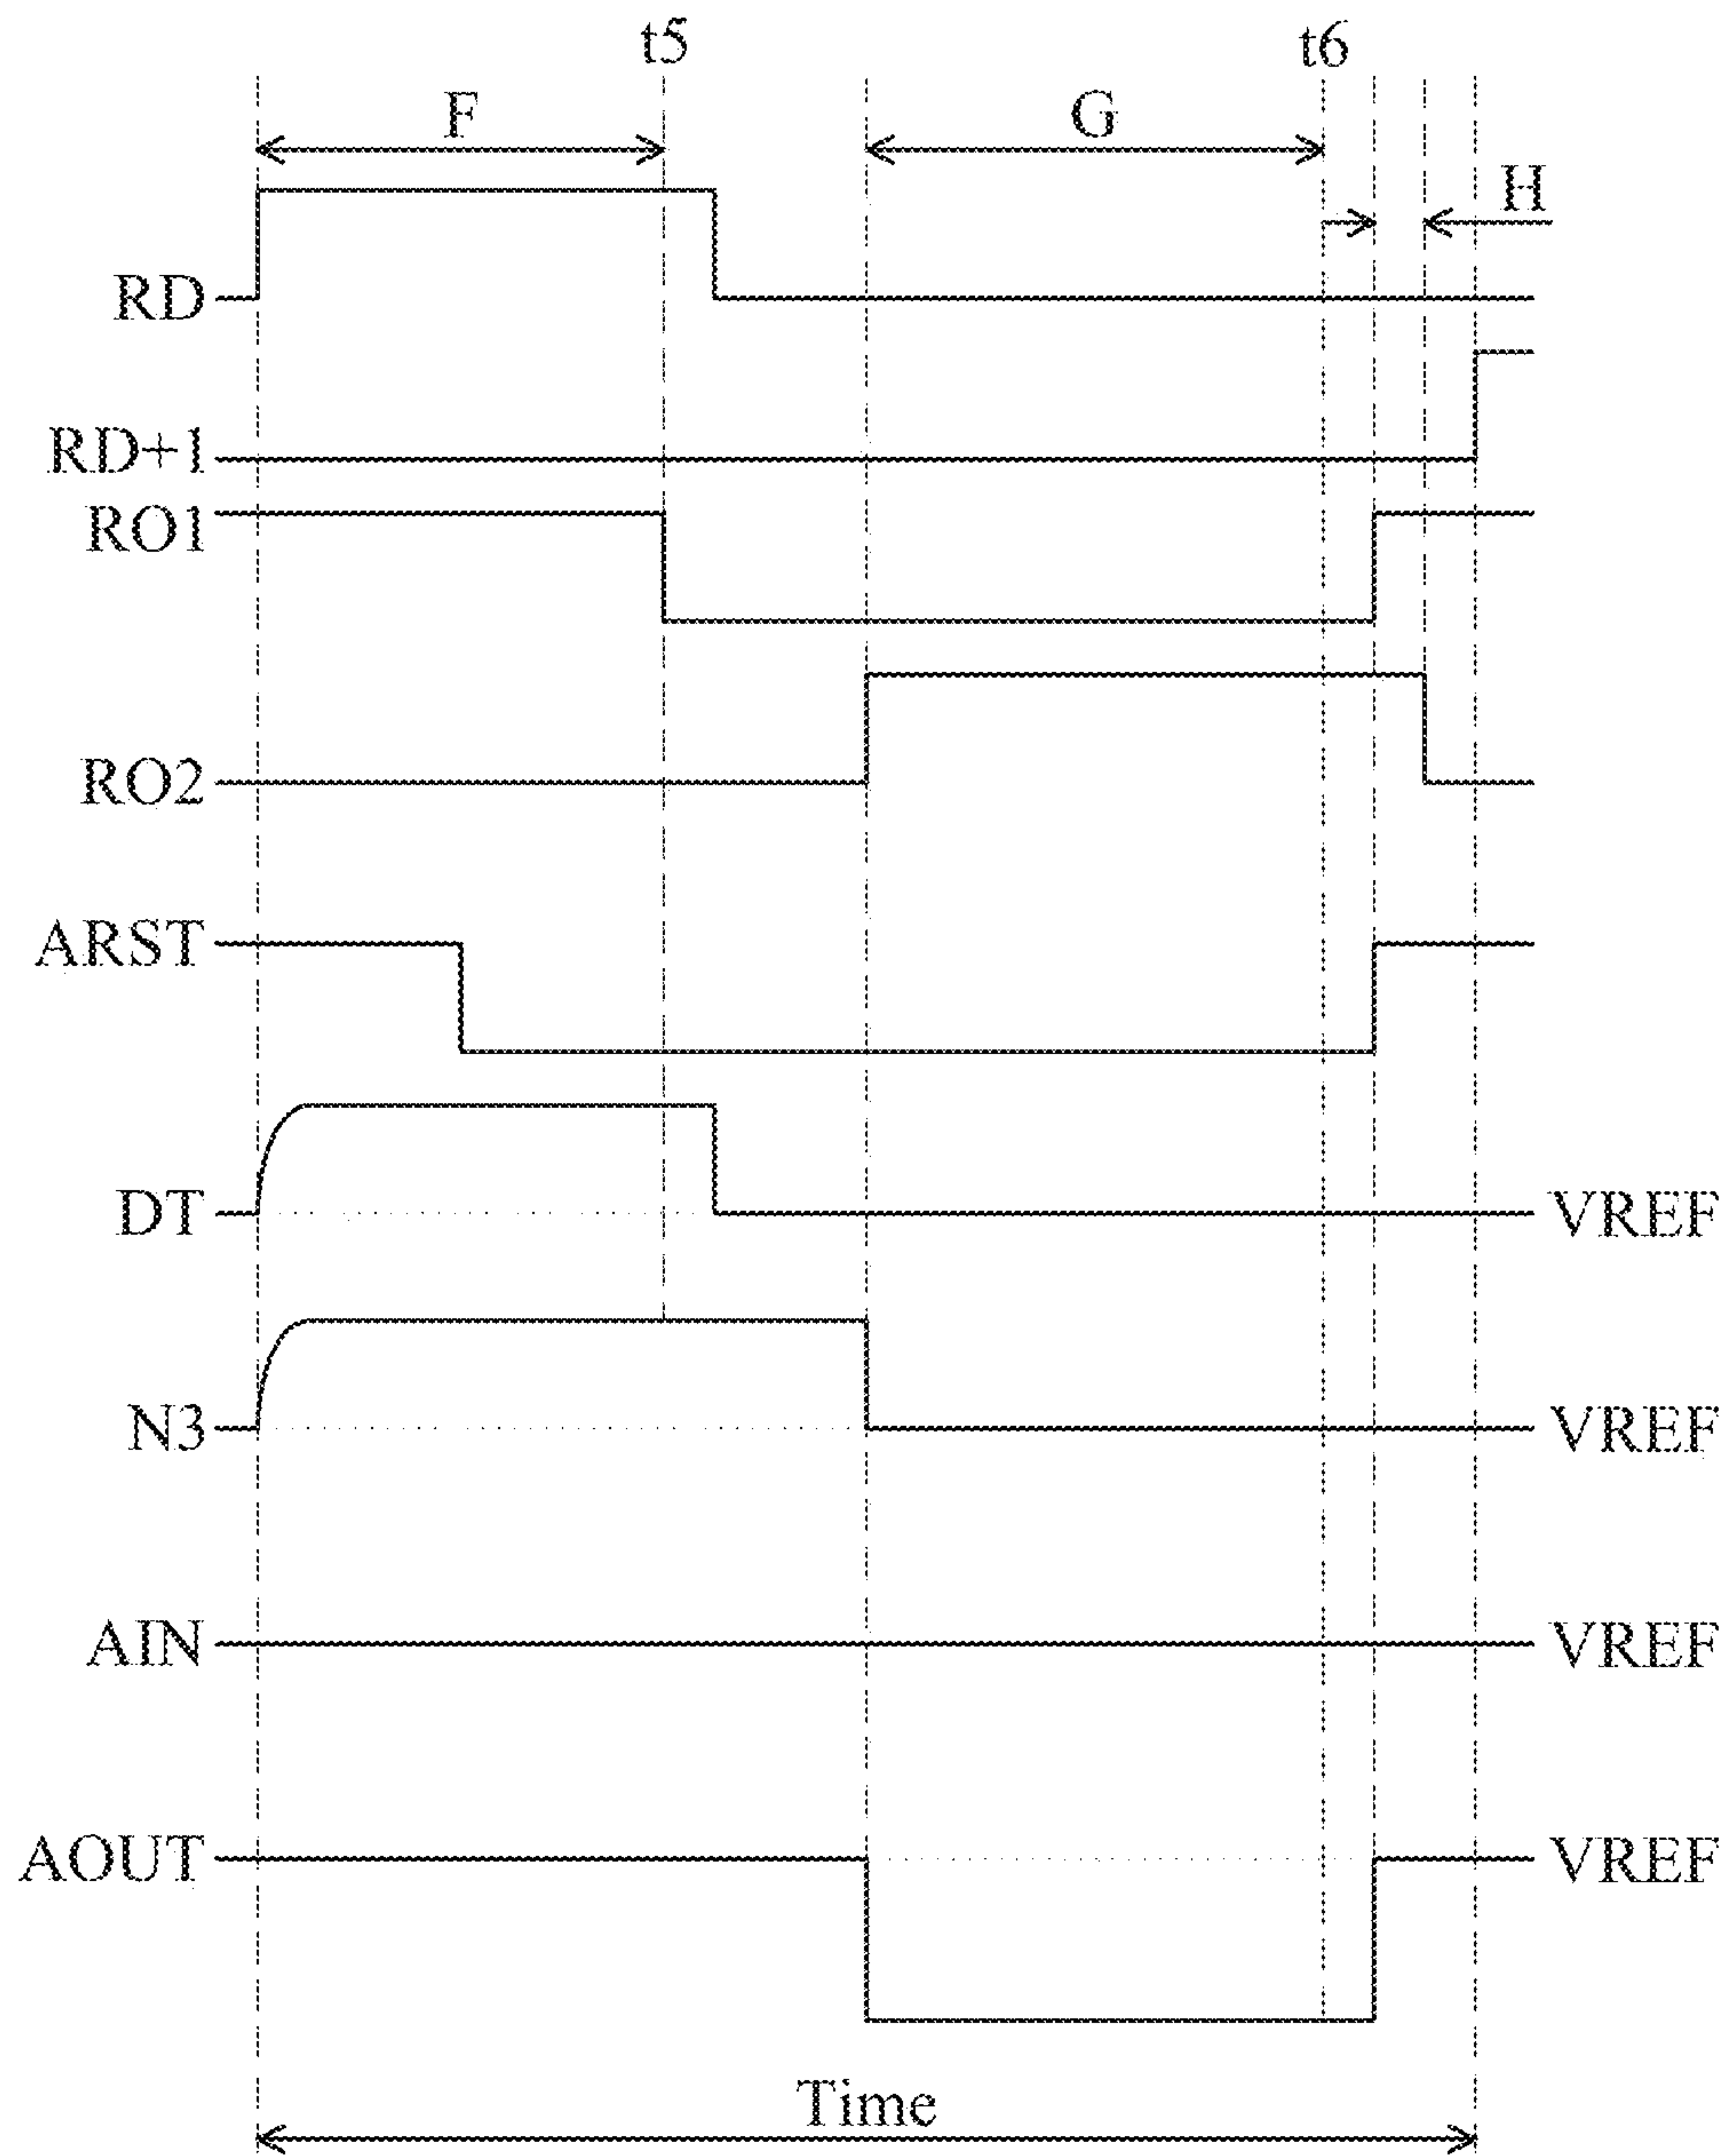 t5
t6
F
G
H
RD
RD+1
RO1
RO2
ARST
DT
VREF
N3
VREF
AIN
VREF
AOUT
VREF
Time